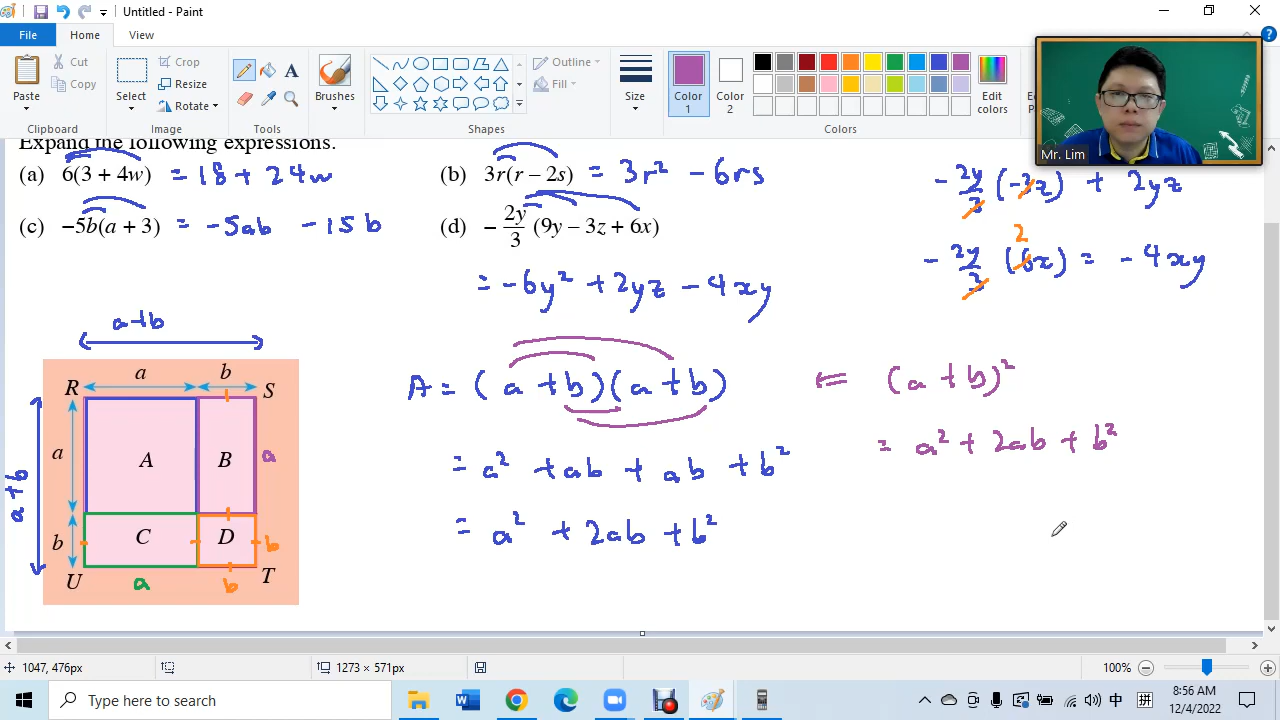 Untitled - Paint
File Home View
Paste Cut Copy Clipboard
Select Crop Resize Rotate Image
Tools
Brushes
Outline Fill Shapes
Size
Color 1 Color 2 Edit colors Colors
Mr. Lim
Expand the following expressions.
(a) 6(3 + 4w) = 18 + 24w
(b) 3r(r − 2s) = 3r² − 6rs
(c) −5b(a + 3) = −5ab − 15b
(d) − 2y/3 (9y − 3z + 6x)
= −6y² + 2yz − 4xy
− 2y/3 (−3z) + 2yz
− 2y/3 (6x) = − 4xy
2
a+b
a b
R S
a A B a
a+b
b C D b
U a b T
A = (a + b)(a + b)
= a² + ab + ab + b²
= a² + 2ab + b²
⇐ (a + b)²
= a² + 2ab + b²
1047, 476px
1273 × 571px
100%
Type here to search
中 拼
8:56 AM
12/4/2022